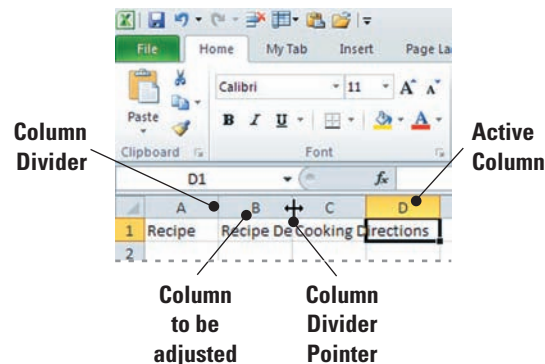 File Home My Tab Insert Page La
Calibri 11 A A
Paste B I U A
Clipboard Font
D1 fx
A B C D
1 Recipe Recipe De Cooking Directions
2
Column
Divider
Active
Column
Column
to be
adjusted
Column
Divider
Pointer